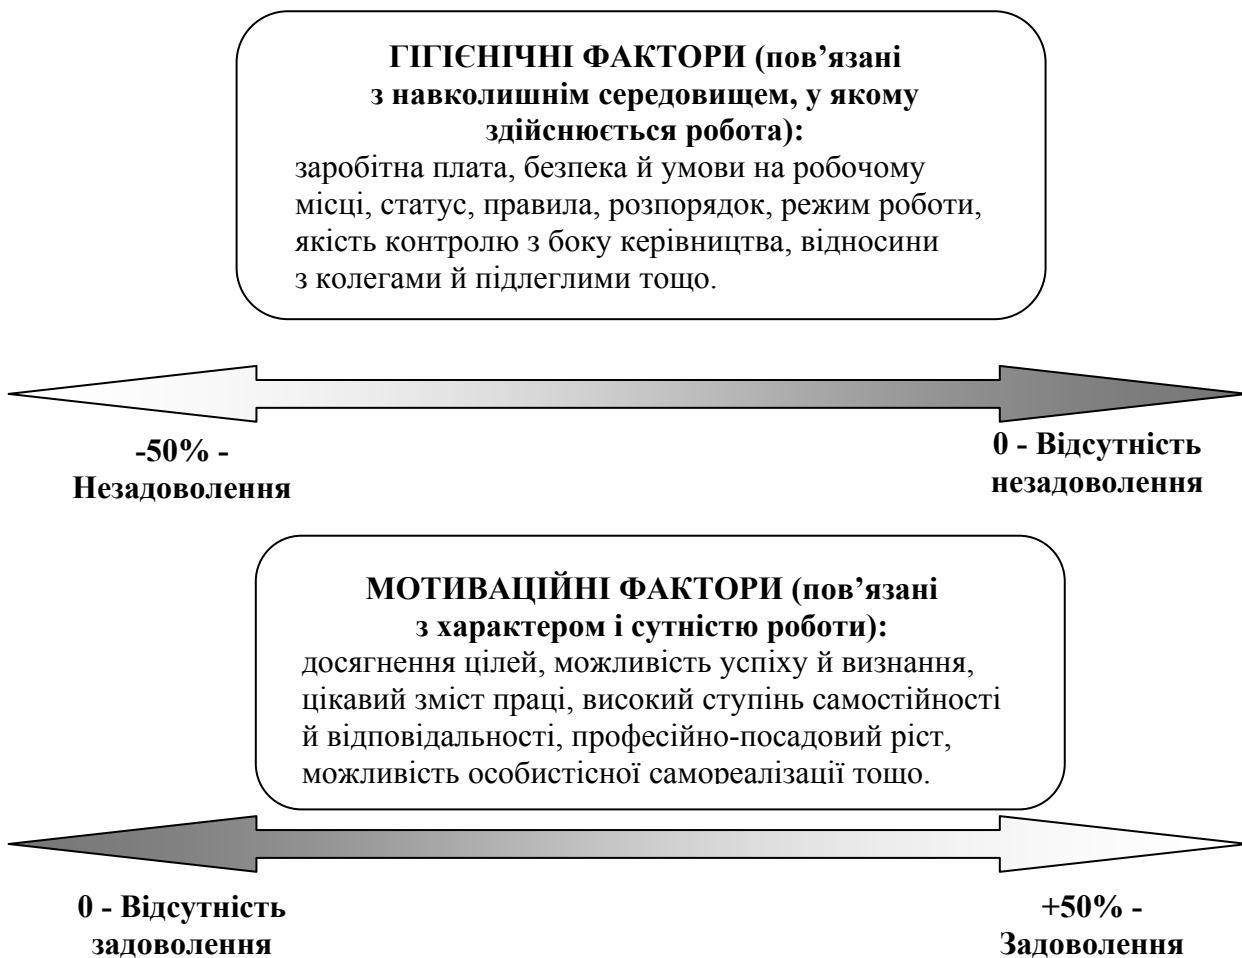 ГІГІЄНІЧНІ ФАКТОРИ (пов’язані
з навколишнім середовищем, у якому
здійснюється робота):
заробітна плата, безпека й умови на робочому
місці, статус, правила, розпорядок, режим роботи,
якість контролю з боку керівництва, відносини
з колегами й підлеглими тощо.
-50% -
Незадоволення
0 - Відсутність
незадоволення
МОТИВАЦІЙНІ ФАКТОРИ (пов’язані
з характером і сутністю роботи):
досягнення цілей, можливість успіху й визнання,
цікавий зміст праці, високий ступінь самостійності
й відповідальності, професійно-посадовий ріст,
можливість особистісної самореалізації тощо.
0 - Відсутність
задоволення
+50% -
Задоволення